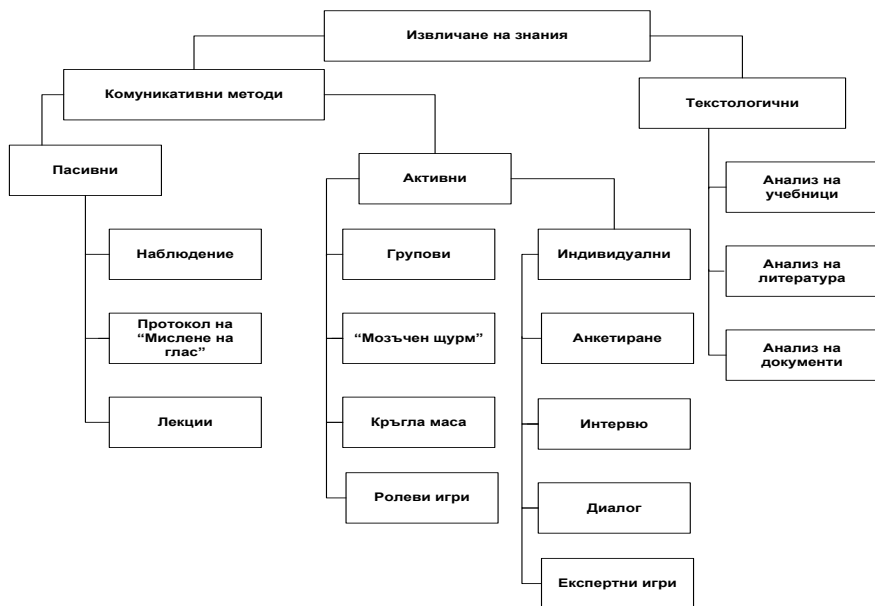 Извличане на знания
Комуникативни методи
Текстологични
Пасивни
Активни
Анализ на
учебници
Наблюдение
Групови
Индивидуални
Анализ на
литература
Протокол на
“Мислене на
глас”
“Мозъчен щурм”
Анкетиране
Анализ на
документи
Лекции
Кръгла маса
Интервю
Ролеви игри
Диалог
Експертни игри